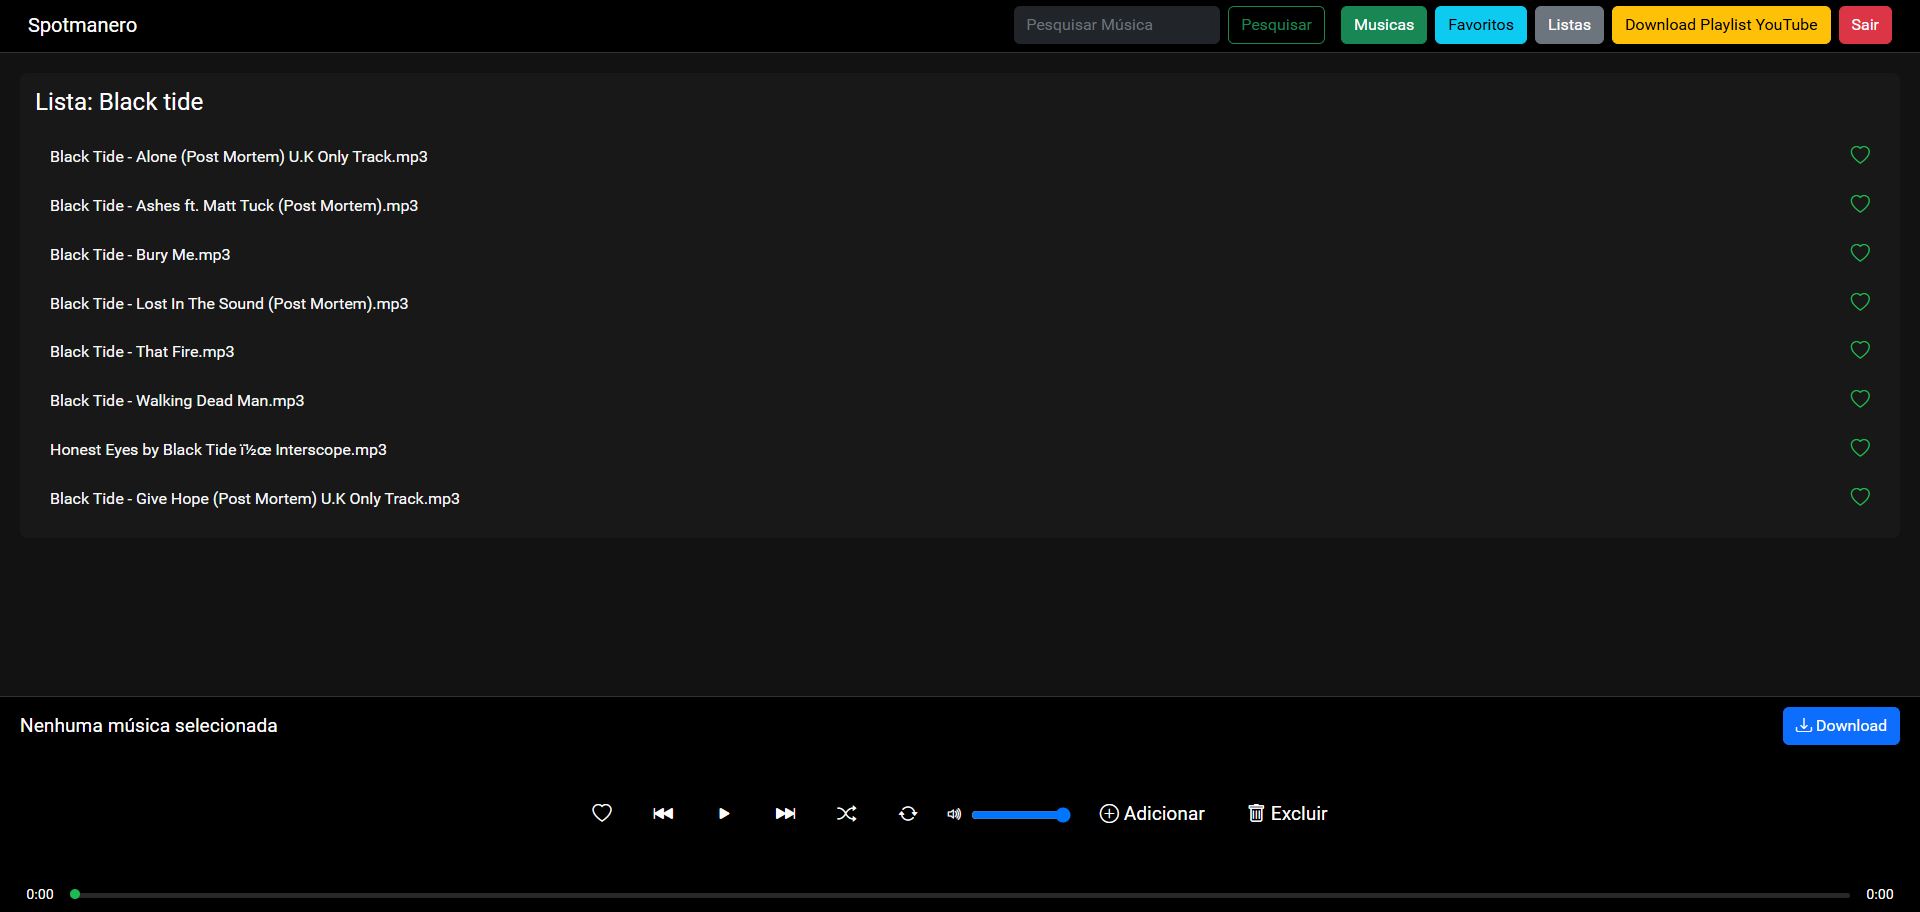 Spotmanero
Pesquisar Música
Pesquisar
Musicas
Favoritos
Listas
Download Playlist YouTube
Sair
Lista: Black tide
Black Tide - Alone (Post Mortem) U.K Only Track.mp3
Black Tide - Ashes ft. Matt Tuck (Post Mortem).mp3
Black Tide - Bury Me.mp3
Black Tide - Lost In The Sound (Post Mortem).mp3
Black Tide - That Fire.mp3
Black Tide - Walking Dead Man.mp3
Honest Eyes by Black Tide ï½œ Interscope.mp3
Black Tide - Give Hope (Post Mortem) U.K Only Track.mp3
Nenhuma música selecionada
Download
Adicionar
Excluir
0:00
0:00